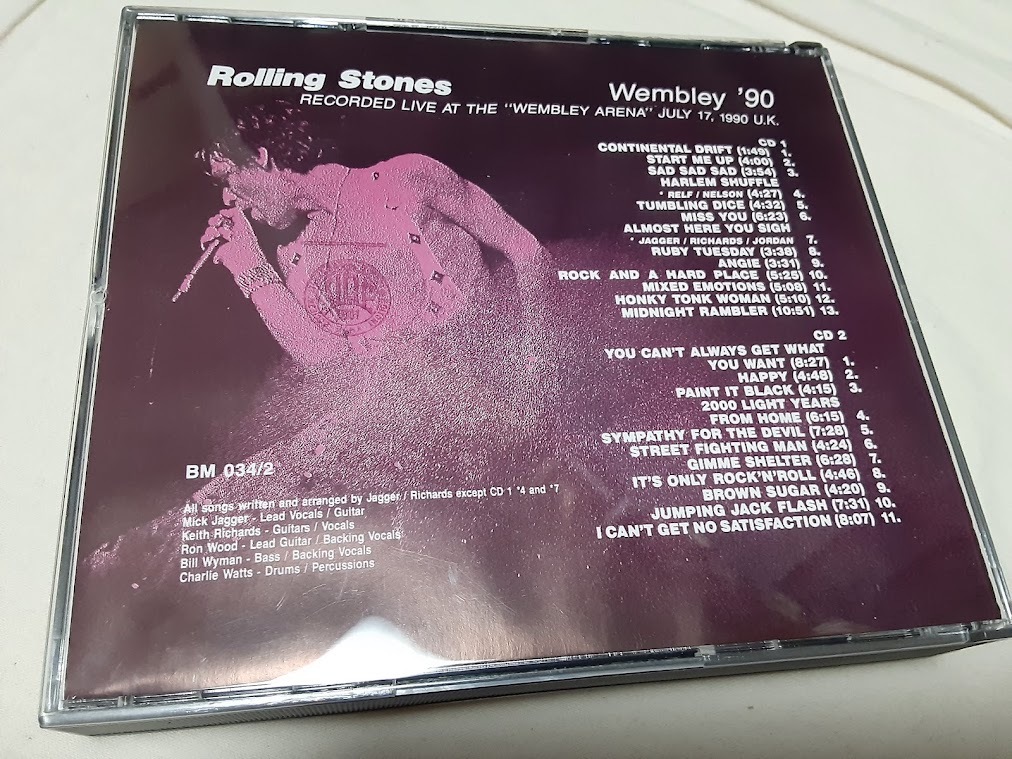 Rolling Stones
Wembley '90
RECORDED LIVE AT THE "WEMBLEY ARENA" JULY 17, 1990 U.K.
CD 1
CONTINENTAL DRIFT (1:49) 1.
START ME UP (4:00) 2.
SAD SAD SAD (3:54) 3.
HARLEM SHUFFLE
* RELF / NELSON (4:27) 4.
TUMBLING DICE (4:32) 5.
MISS YOU (6:23) 6.
ALMOST HERE YOU SIGH
* JAGGER / RICHARDS / JORDAN 7.
RUBY TUESDAY (3:38) 8.
ANGIE (3:31) 9.
ROCK AND A HARD PLACE (5:25) 10.
MIXED EMOTIONS (5:08) 11.
HONKY TONK WOMAN (5:10) 12.
MIDNIGHT RAMBLER (10:51) 13.
CD 2
YOU CAN'T ALWAYS GET WHAT
YOU WANT (8:27) 1.
HAPPY (4:48) 2.
PAINT IT BLACK (4:15) 3.
2000 LIGHT YEARS
FROM HOME (6:15) 4.
SYMPATHY FOR THE DEVIL (7:28) 5.
STREET FIGHTING MAN (4:24) 6.
GIMME SHELTER (6:28) 7.
IT'S ONLY ROCK'N'ROLL (4:46) 8.
BROWN SUGAR (4:20) 9.
JUMPING JACK FLASH (7:31) 10.
I CAN'T GET NO SATISFACTION (8:07) 11.
BM 034/2
All songs written and arranged by Jagger / Richards except CD 1 *4 and *7
Mick Jagger - Lead Vocals / Guitar
Keith Richards - Guitars / Vocals
Ron Wood - Lead Guitar / Backing Vocals
Bill Wyman - Bass / Backing Vocals
Charlie Watts - Drums / Percussions